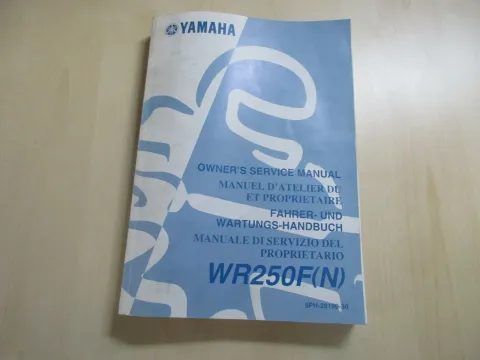 YAMAHA
OWNER'S SERVICE MANUAL
MANUEL D'ATELIER DU
ET PROPRIETAIRE
FAHRER- UND
WARTUNGS-HANDBUCH
MANUALE DI SERVIZIO DEL
PROPRIETARIO
WR250F(N)